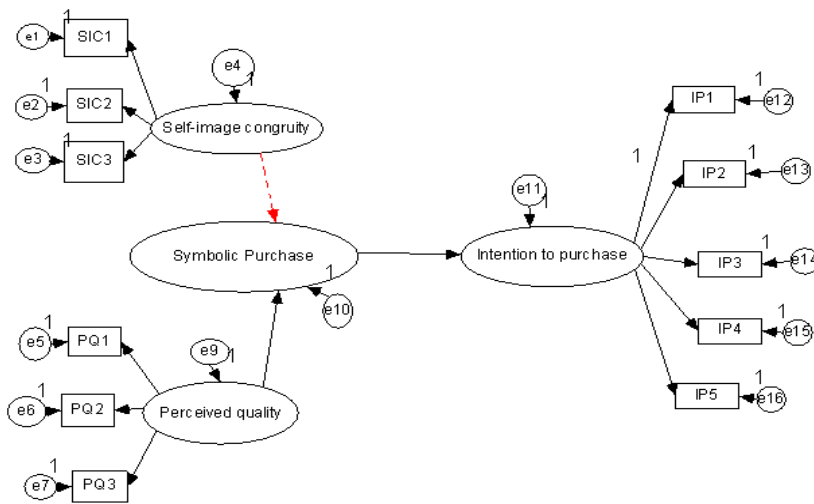 1
e1
SIC1
1
e2
SIC2
1
e3
SIC3
e4
1
Self-image congruity
Symbolic Purchase
1
e10
1
e5
PQ1
1
e6
PQ2
1
e7
PQ3
e9
1
Perceived quality
e11
1
Intention to purchase
1
IP1
1
e12
IP2
1
e13
IP3
1
e14
IP4
1
e15
IP5
1
e16